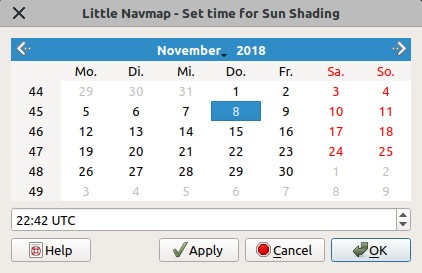 Little Navmap - Set time for Sun Shading
November 2018
Mo. Di. Mi. Do. Fr. Sa. So.
44 29 30 31 1 2 3 4
45 5 6 7 8 9 10 11
46 12 13 14 15 16 17 18
47 19 20 21 22 23 24 25
48 26 27 28 29 30 1 2
49 3 4 5 6 7 8 9
22:42 UTC
Help Apply Cancel OK